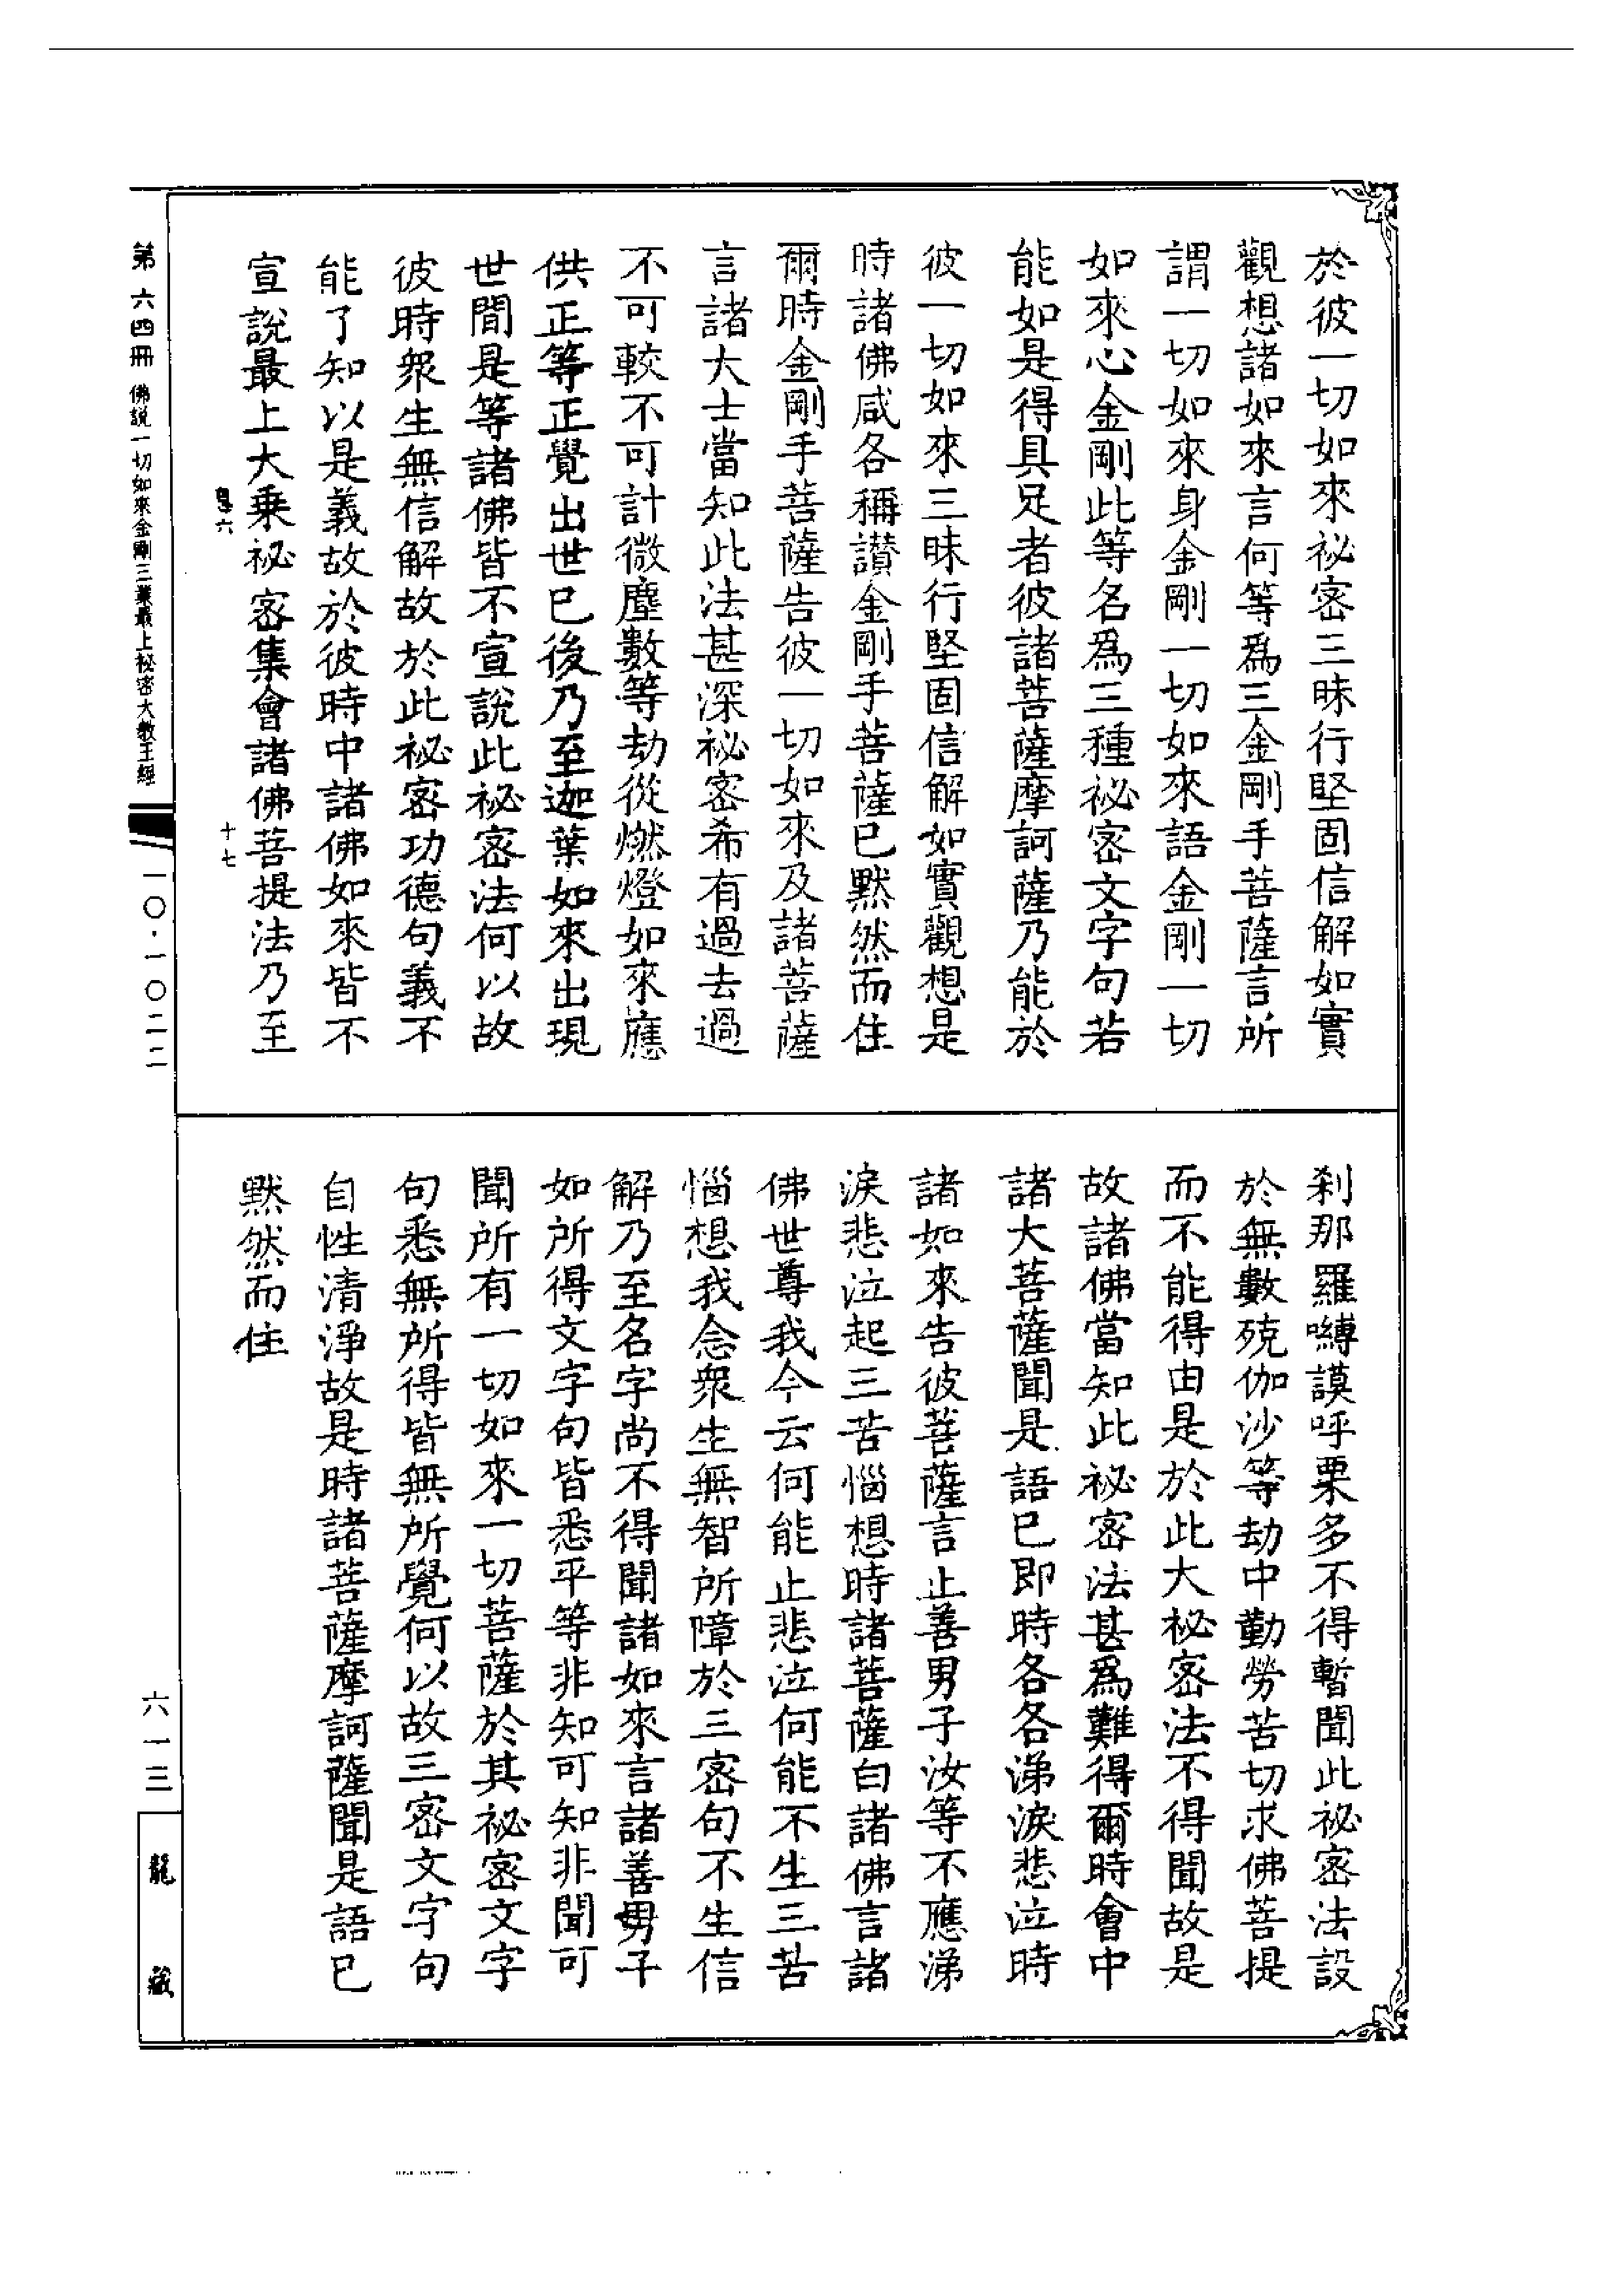 於彼一切如來祕密三昧行堅固信解如實
觀想諸如來言何等爲三金剛手菩薩言所
謂一切如來身金剛一切如來語金剛一切
如來心金剛此等名爲三種祕密文字句若
能如是得具足者彼諸菩薩摩訶薩乃能於
彼一切如來三昧行堅固信解如實觀想是
時諸佛咸各稱讃金剛手菩薩已默然而住
爾時金剛手菩薩告彼一切如來及諸菩薩
言諸大士當知此法甚深祕密希有過去過
不可較不可計微塵數等劫從燃燈如來應
供正等正覺出世已後乃至迦葉如來出現
世間是等諸佛皆不宣說此祕密法何以故
彼時衆生無信解故於此祕密功德句義不
能了知以是義故於彼時中諸佛如來皆不
宣說最上大乗祕密集會諸佛菩提法乃至
刹那羅嚩謨呼栗多不得暫聞此祕密法設
於無數殑伽沙等劫中勤勞苦切求佛菩提
而不能得由是於此大祕密法不得聞故是
故諸佛當知此祕密法甚爲難得爾時會中
諸大菩薩聞是語已即時各各涕淚悲泣時
諸如來告彼菩薩言止善男子汝等不應涕
淚悲泣起三苦惱想時諸菩薩白諸佛言諸
佛世尊我今云何能止悲泣何能不生三苦
惱想我念衆生無智所障於三密句不生信
解乃至名字尚不得聞諸如來言諸善男子
如所得文字句皆悉平等非知可知非聞可
聞所有一切如來一切菩薩於其祕密文字
句悉無所得皆無所覺何以故三密文字句
自性清淨故是時諸菩薩摩訶薩聞是語已
默然而住
六
十七
第六四冊 佛説一切如來金剛三業最上祕密大教王經
一〇·一〇二二
六一三
龍藏